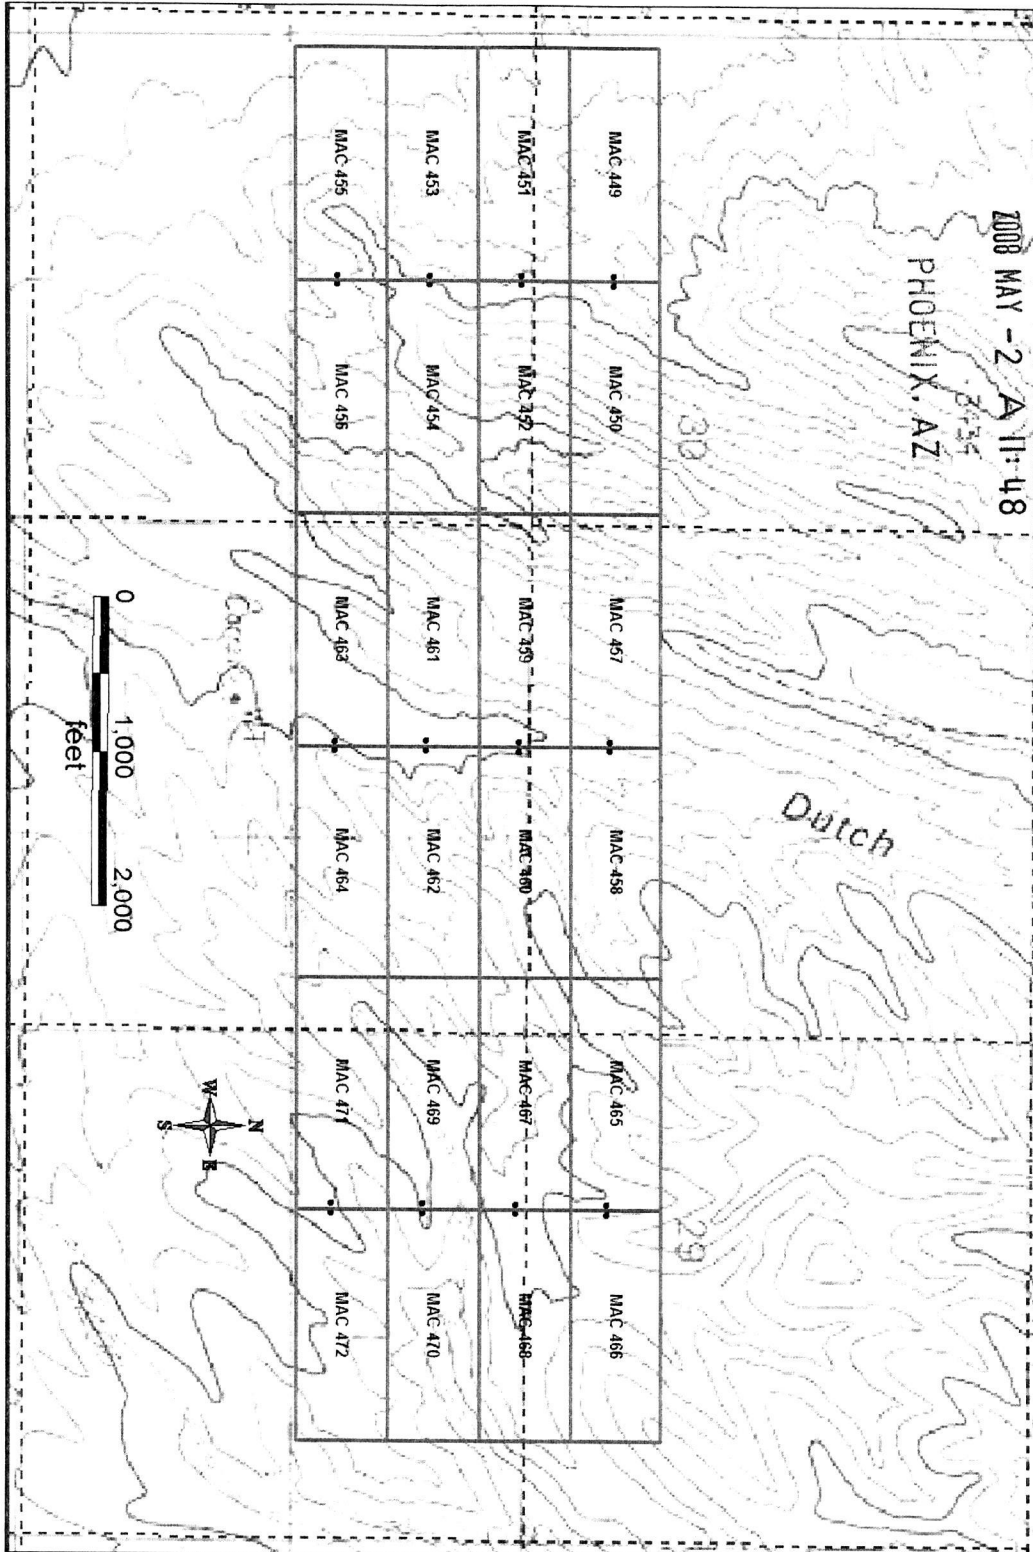 2008 MAY -2 A 11:48
PHOENIX, AZ
3434
30
Dutch
29
MAC 449
MAC 450
MAC 457
MAC 458
MAC 465
MAC 466
MAC 451
MAC 452
MAC 459
MAC 460
MAC 467
MAC 468
MAC 453
MAC 454
MAC 461
MAC 462
MAC 469
MAC 470
MAC 455
MAC 456
MAC 463
MAC 464
MAC 471
MAC 472
N
W
E
S
0 1,000 2,000
feet